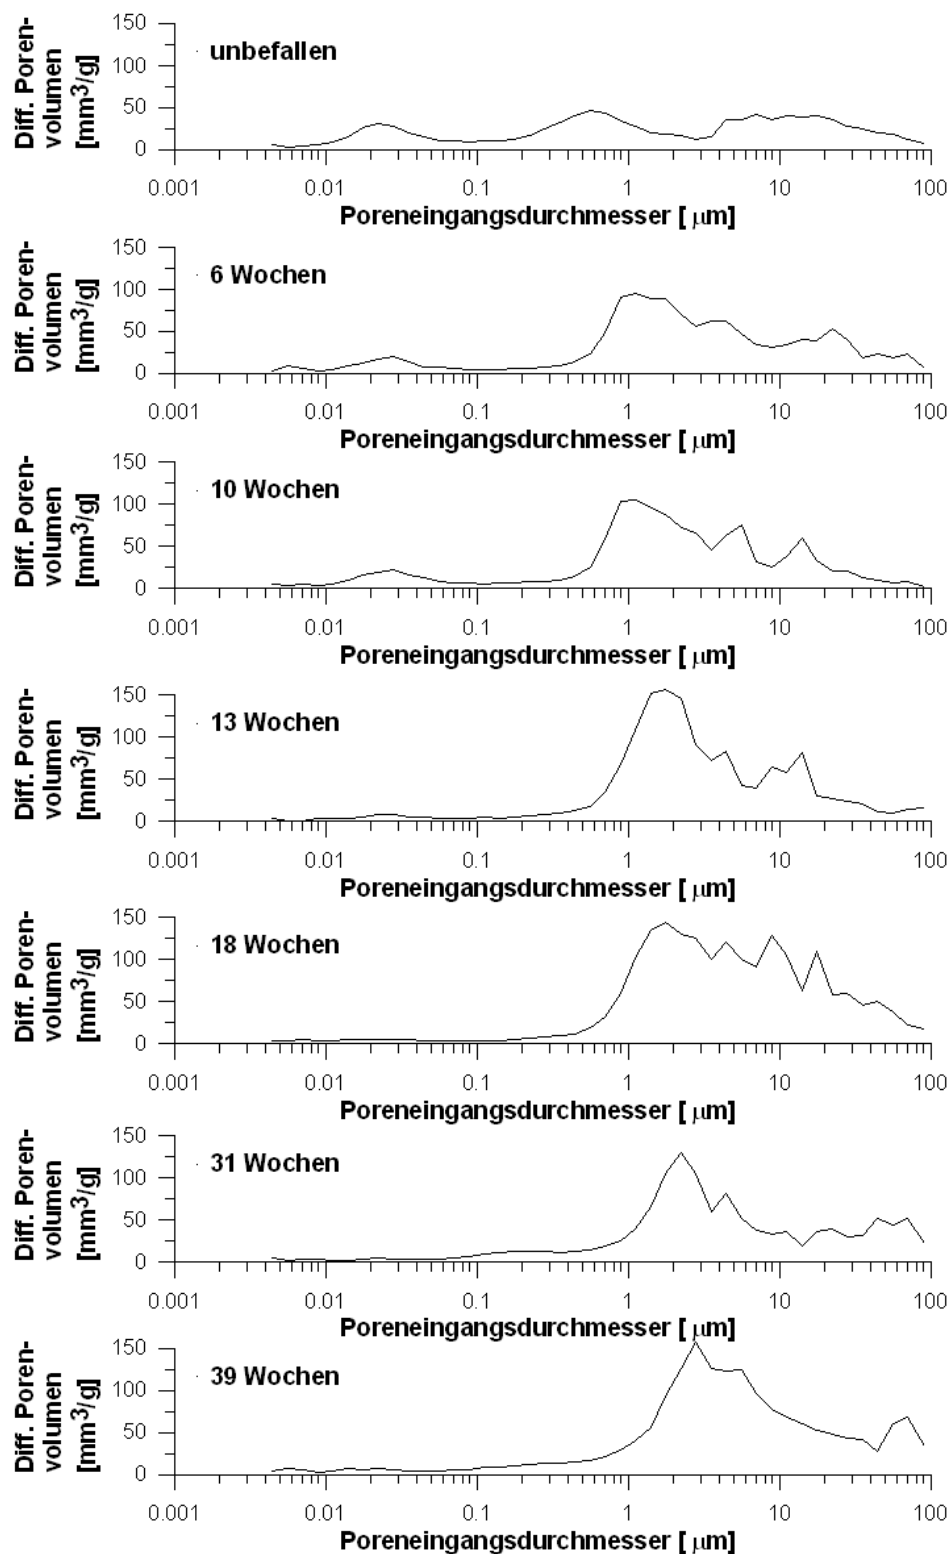 Diff. Poren-
volumen
[mm³/g]
150
100
50
0
unbefallen
0.001 0.01 0.1 1 10 100
Poreneingangsdurchmesser [ µm]
Diff. Poren-
volumen
[mm³/g]
150
100
50
0
6 Wochen
0.001 0.01 0.1 1 10 100
Poreneingangsdurchmesser [ µm]
Diff. Poren-
volumen
[mm³/g]
150
100
50
0
10 Wochen
0.001 0.01 0.1 1 10 100
Poreneingangsdurchmesser [ µm]
Diff. Poren-
volumen
[mm³/g]
150
100
50
0
13 Wochen
0.001 0.01 0.1 1 10 100
Poreneingangsdurchmesser [ µm]
Diff. Poren-
volumen
[mm³/g]
150
100
50
0
18 Wochen
0.001 0.01 0.1 1 10 100
Poreneingangsdurchmesser [ µm]
Diff. Poren-
volumen
[mm³/g]
150
100
50
0
31 Wochen
0.001 0.01 0.1 1 10 100
Poreneingangsdurchmesser [ µm]
Diff. Poren-
volumen
[mm³/g]
150
100
50
0
39 Wochen
0.001 0.01 0.1 1 10 100
Poreneingangsdurchmesser [ µm]